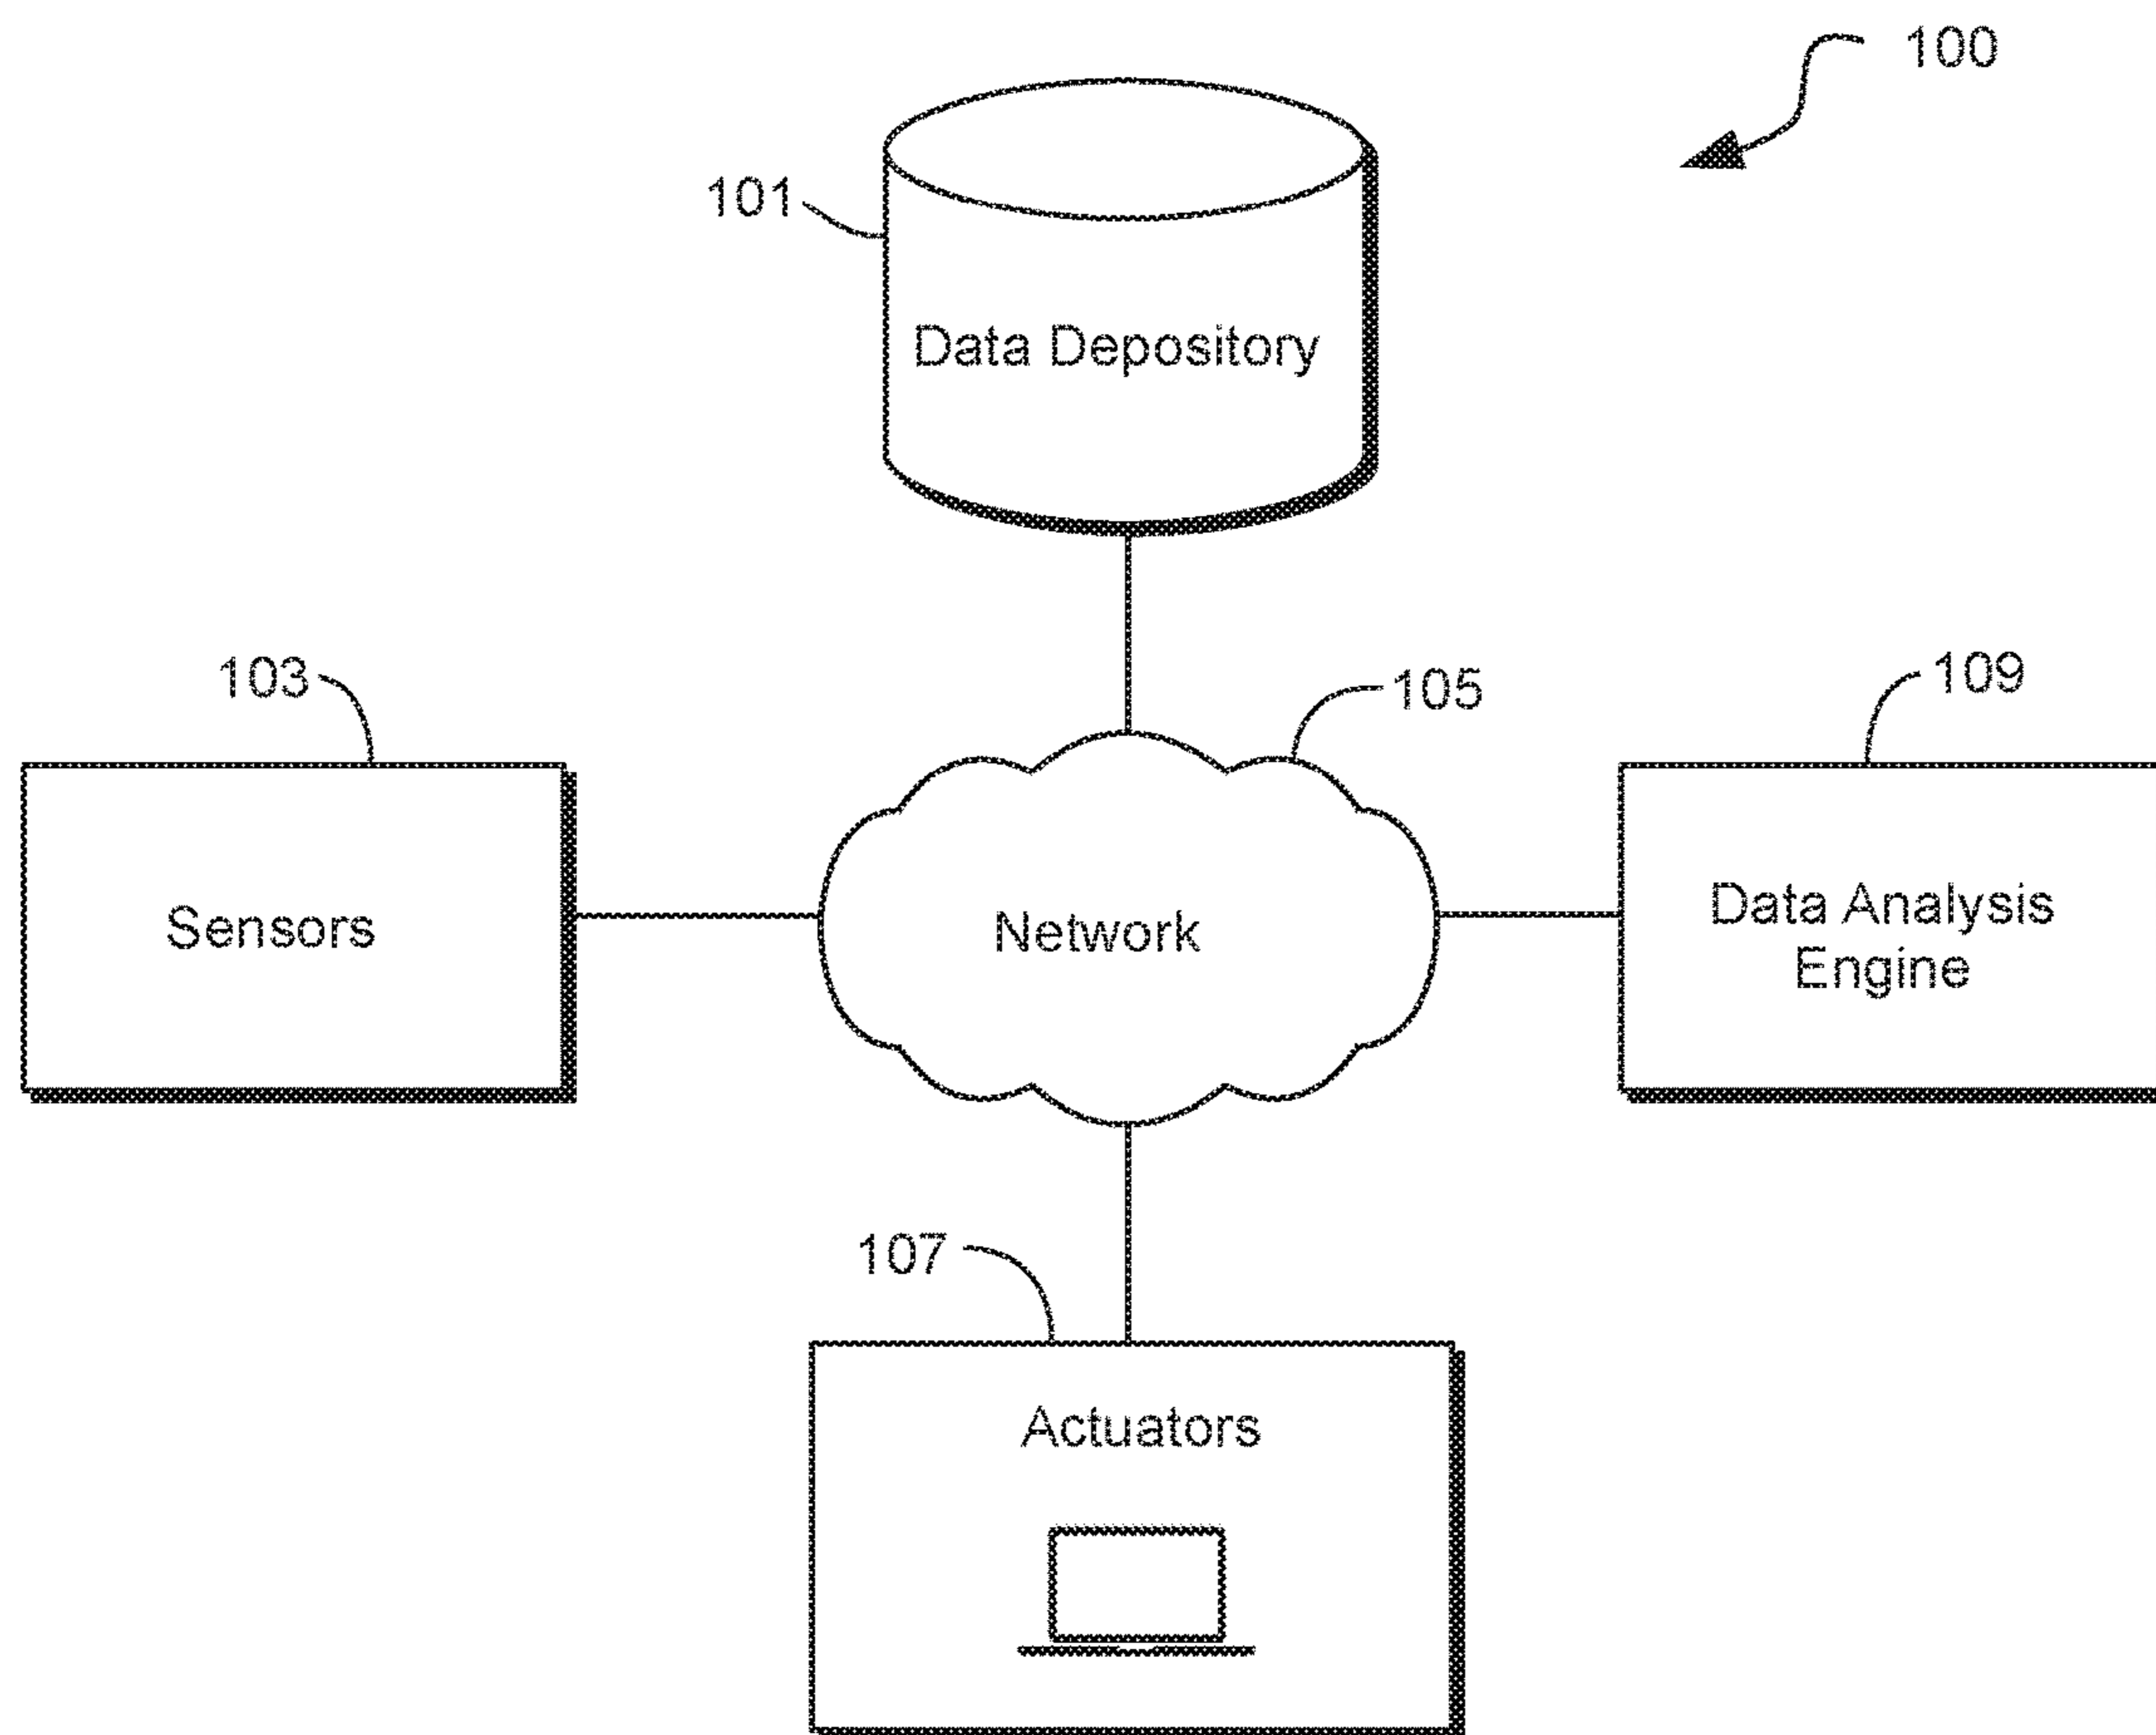 100
101
Data Depository
103
105
109
Sensors
Network
Data Analysis
Engine
107
Actuators